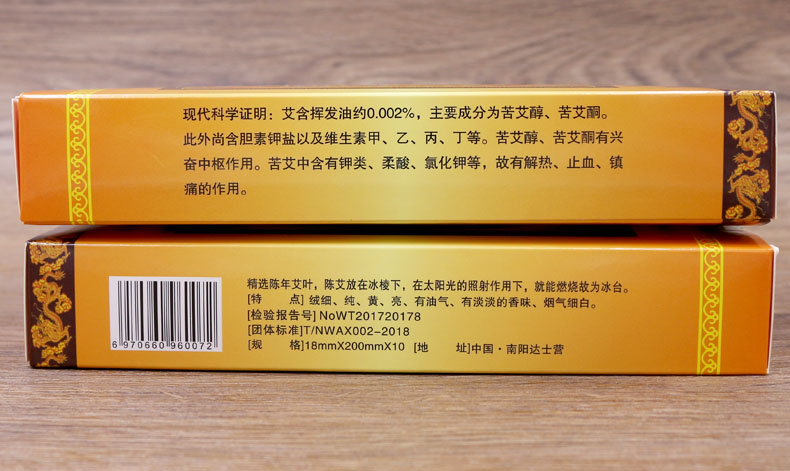 现代科学证明：艾含挥发油约0.002%，主要成分为苦艾醇、苦艾酮。
此外尚含胆素钾盐以及维生素甲、乙、丙、丁等。苦艾醇、苦艾酮有兴
奋中枢作用。苦艾中含有钾类、柔酸、氯化钾等，故有解热、止血、镇
痛的作用。
精选陈年艾叶，陈艾放在冰棱下，在太阳光的照射作用下，就能燃烧故为冰台。
[特 点] 绒细、纯、黄、亮、有油气、有淡淡的香味、烟气细白。
[检验报告号] NoWT201720178
[团体标准]T/NWAX002-2018
[规 格]18mmX200mmX10 [地 址]中国·南阳达士营
6 970660 960072